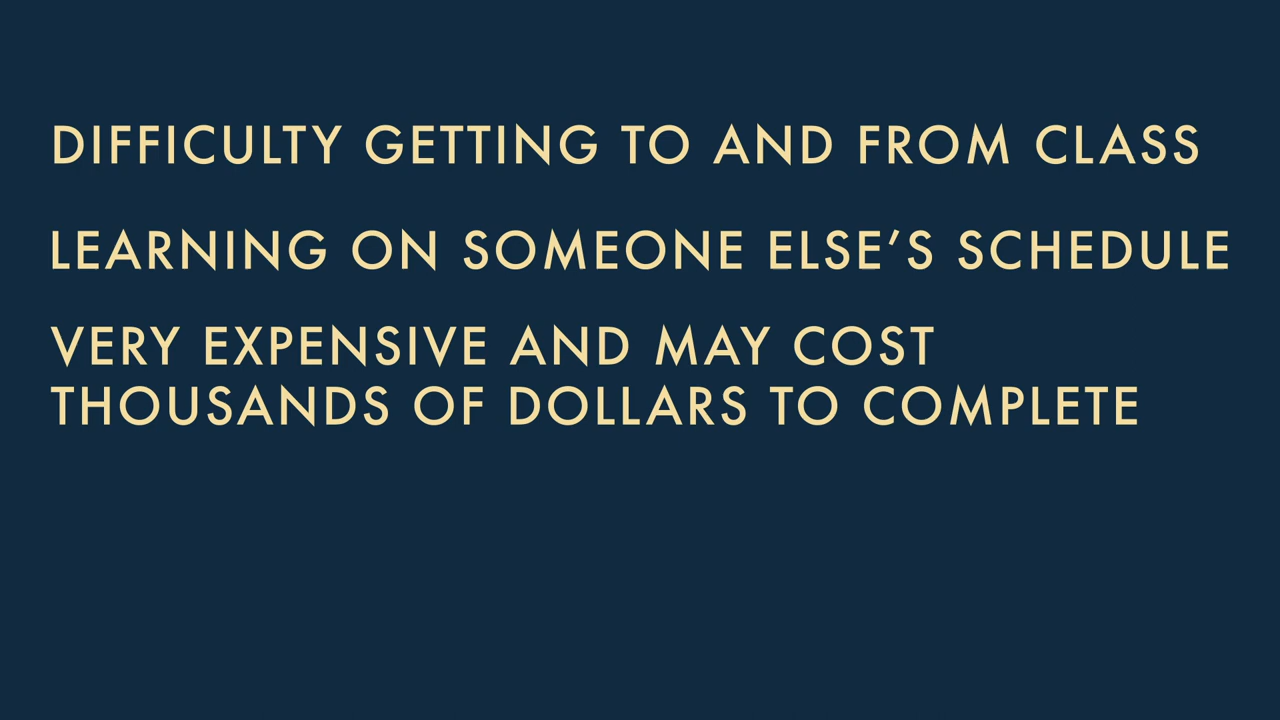 DIFFICULTY GETTING TO AND FROM CLASS
LEARNING ON SOMEONE ELSE’S SCHEDULE
VERY EXPENSIVE AND MAY COST
THOUSANDS OF DOLLARS TO COMPLETE